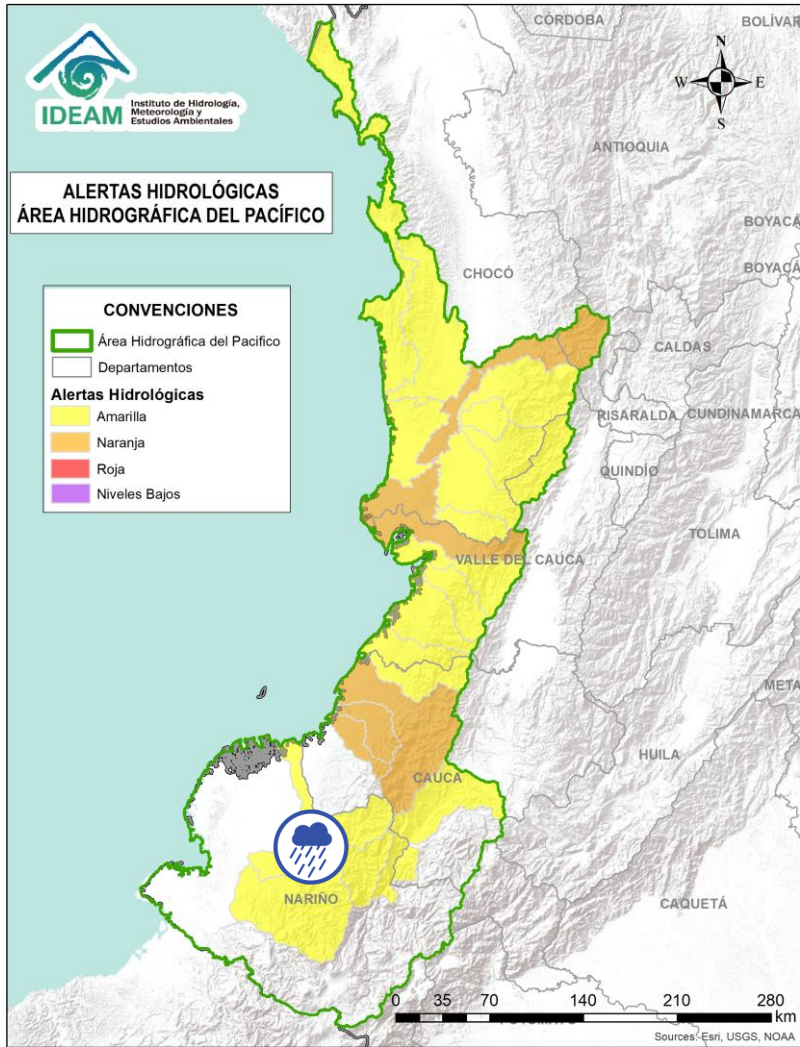 CÓRDOBA
BOLÍVAR
N
W
E
S
IDEAM
Instituto de Hidrología,
Meteorología y
Estudios Ambientales
ANTIOQUIA
ALERTAS HIDROLÓGICAS
ÁREA HIDROGRÁFICA DEL PACÍFICO
BOYACÁ
BOYACÁ
CHOCÓ
CONVENCIONES
Área Hidrográfica del Pacifico
Departamentos
Alertas Hidrológicas
Amarilla
Naranja
Roja
Niveles Bajos
CALDAS
RISARALDA
CUNDINAMARCA
QUINDÍO
TOLIMA
VALLE DEL CAUCA
META
HUILA
CAUCA
NARIÑO
CAQUETÁ
0 35 70 140 210 280
km
Sources: Esri, USGS, NOAA